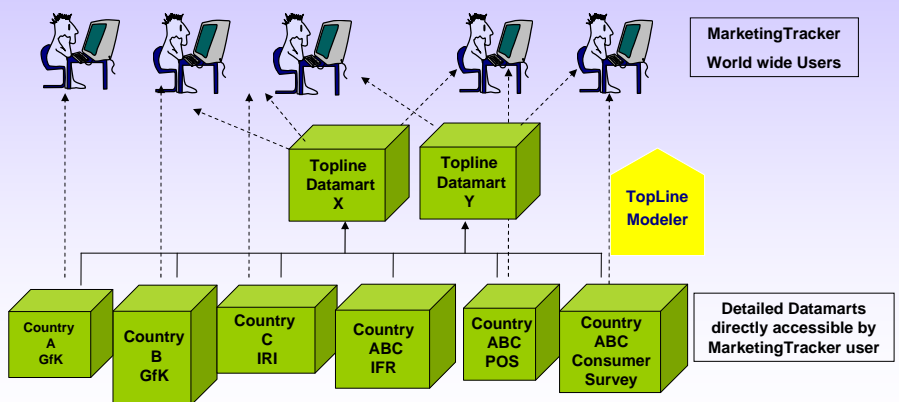 MarketingTracker
World wide Users
Topline
Datamart
X
Topline
Datamart
Y
TopLine
Modeler
Country
A
GfK
Country
B
GfK
Country
C
IRI
Country
ABC
IFR
Country
ABC
POS
Country
ABC
Consumer
Survey
Detailed Datamarts
directly accessible by
MarketingTracker user